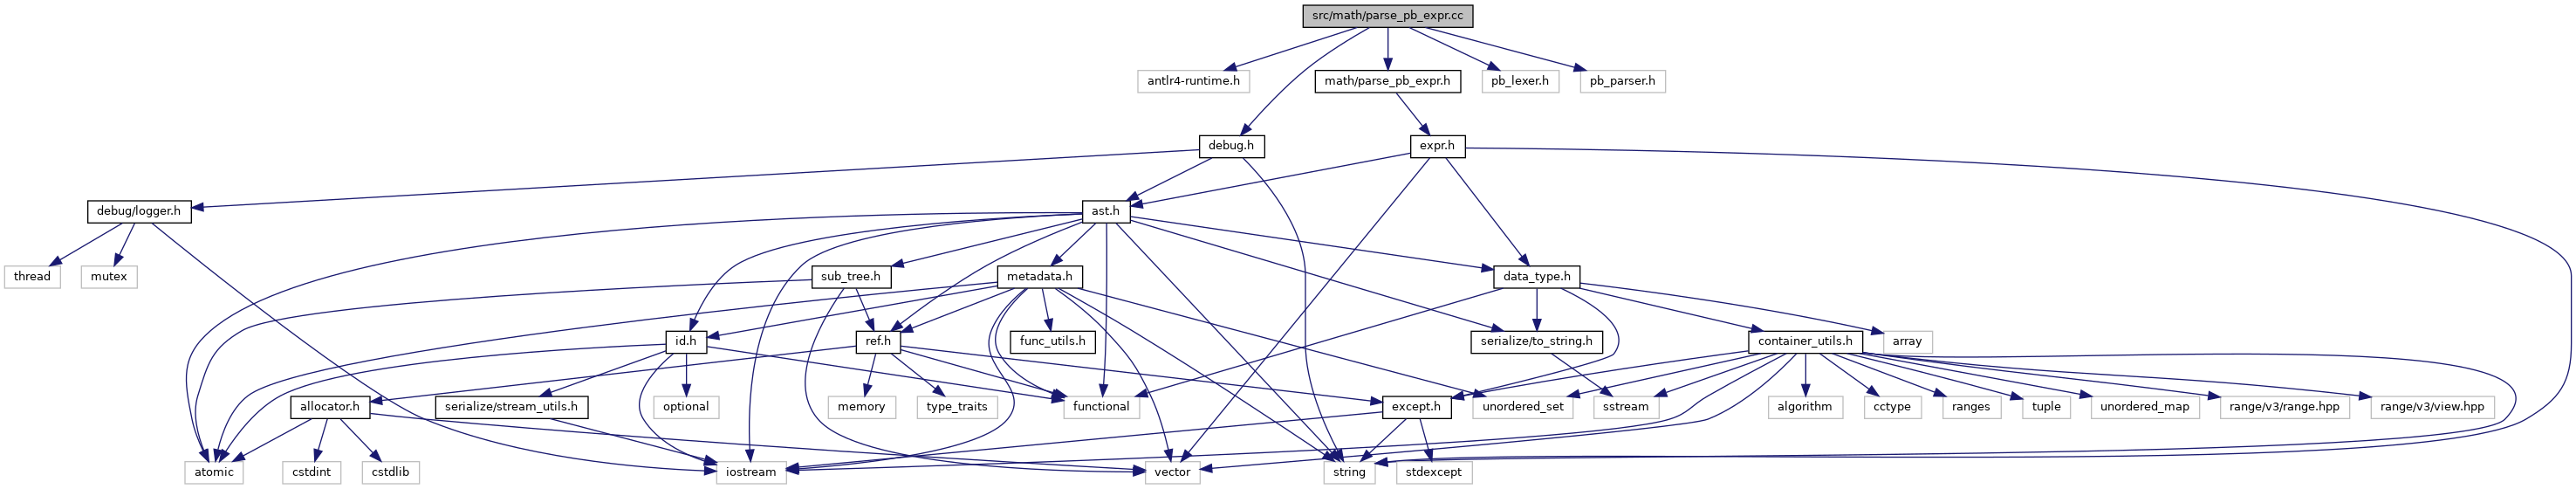 src/math/parse_pb_expr.cc
antlr4-runtime.h
math/parse_pb_expr.h
pb_lexer.h
pb_parser.h
debug.h
expr.h
debug/logger.h
ast.h
thread
mutex
sub_tree.h
metadata.h
data_type.h
id.h
ref.h
func_utils.h
serialize/to_string.h
container_utils.h
array
allocator.h
serialize/stream_utils.h
optional
memory
type_traits
functional
except.h
unordered_set
sstream
algorithm
cctype
ranges
tuple
unordered_map
range/v3/range.hpp
range/v3/view.hpp
atomic
cstdint
cstdlib
iostream
vector
string
stdexcept